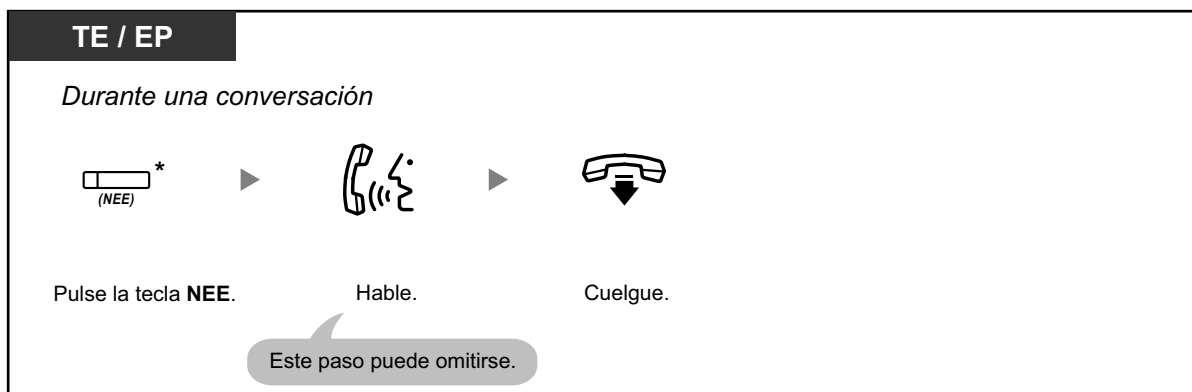 TE / EP
Durante una conversación
*
(NEE)
Pulse la tecla NEE.
Hable.
Cuelgue.
Este paso puede omitirse.